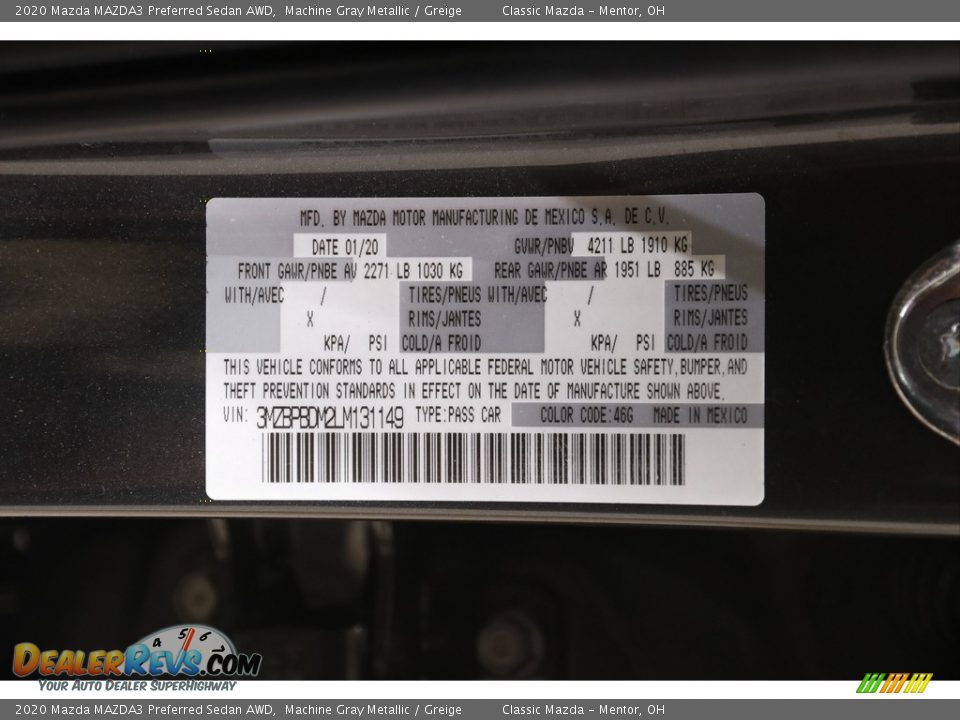 2020 Mazda MAZDA3 Preferred Sedan AWD, Machine Gray Metallic / Greige Classic Mazda - Mentor, OH
MFD. BY MAZDA MOTOR MANUFACTURING DE MEXICO S.A. DE C.V.
DATE 01/20 GVWR/PNBV 4211 LB 1910 KG
FRONT GAWR/PNBE AV 2271 LB 1030 KG REAR GAWR/PNBE AR 1951 LB 885 KG
WITH/AVEC / TIRES/PNEUS WITH/AVEC / TIRES/PNEUS
X RIMS/JANTES X RIMS/JANTES
KPA/ PSI COLD/A FROID KPA/ PSI COLD/A FROID
THIS VEHICLE CONFORMS TO ALL APPLICABLE FEDERAL MOTOR VEHICLE SAFETY,BUMPER,AND
THEFT PREVENTION STANDARDS IN EFFECT ON THE DATE OF MANUFACTURE SHOWN ABOVE.
VIN: 3MZBPBDM2LM131149 TYPE:PASS CAR COLOR CODE:46G MADE IN MEXICO
4 5 6 7
DEALERREVS.COM
YOUR AUTO DEALER SUPERHIGHWAY
2020 Mazda MAZDA3 Preferred Sedan AWD, Machine Gray Metallic / Greige Classic Mazda - Mentor, OH